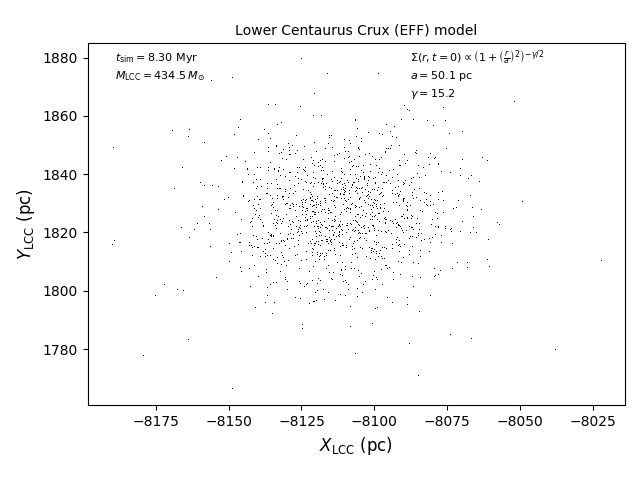 Lower Centaurus Crux (EFF) model
t_sim = 8.30 Myr
M_LCC = 434.5 M_⊙
Σ(r, t = 0) ∝ (1 + (r/a)²)^(−γ/2)
a = 50.1 pc
γ = 15.2
1880
1860
1840
1820
1800
1780
Y_LCC (pc)
−8175 −8150 −8125 −8100 −8075 −8050 −8025
X_LCC (pc)